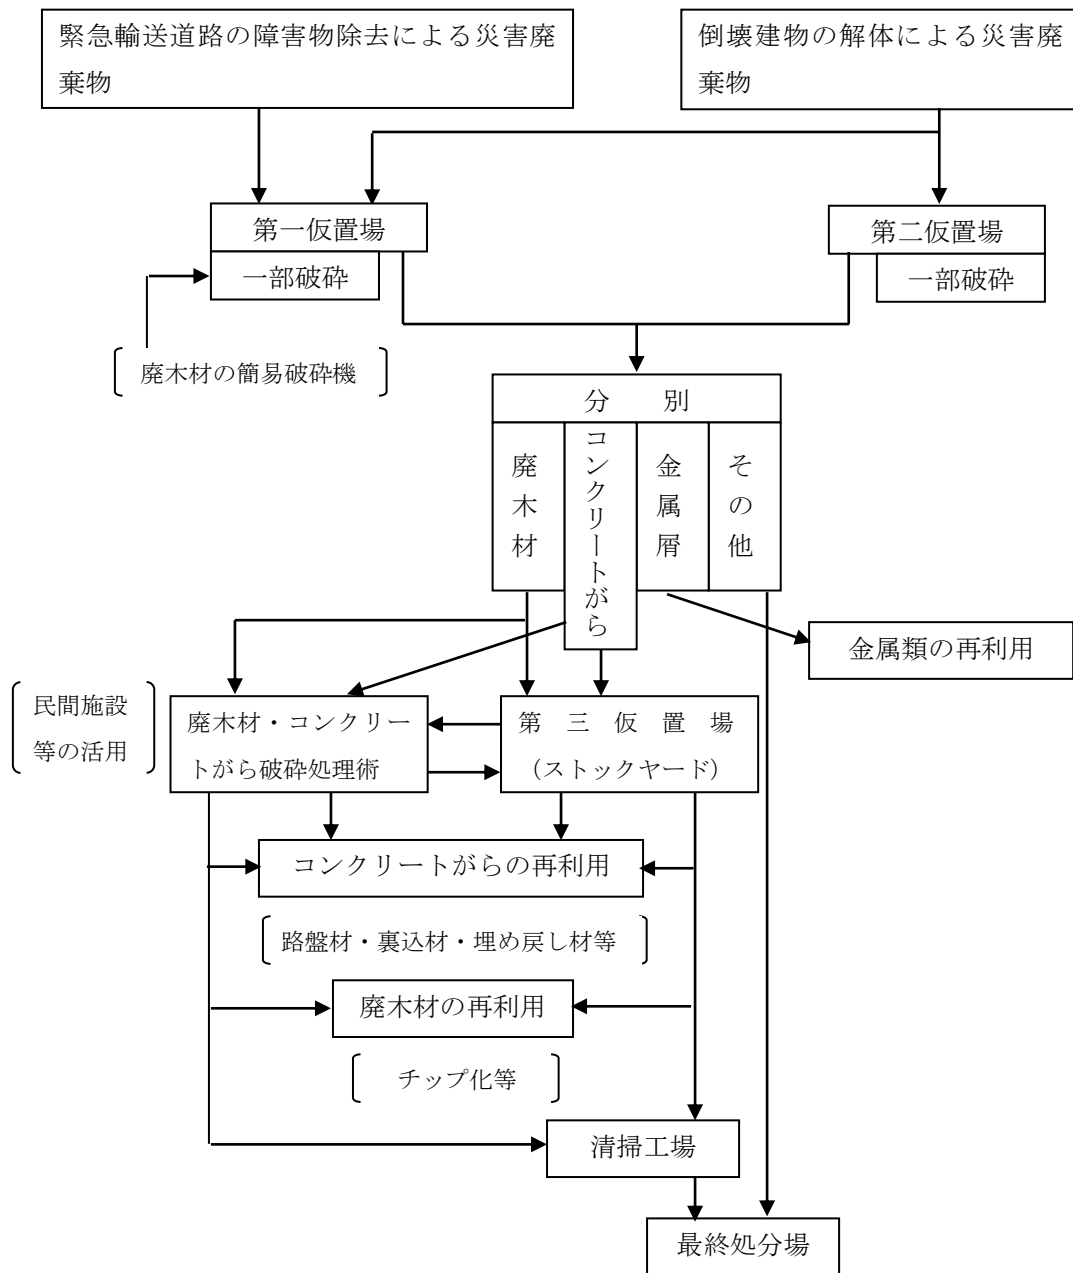 緊急輸送道路の障害物除去による災害廃
棄物
倒壊建物の解体による災害廃
棄物
第一仮置場
一部破砕
第二仮置場
一部破砕
廃木材の簡易破砕機
分　別
廃木材
コンクリートがら
金属屑
その他
金属類の再利用
民間施設
等の活用
廃木材・コンクリー
トがら破砕処理術
第三仮置場
（ストックヤード）
コンクリートがらの再利用
路盤材・裏込材・埋め戻し材等
廃木材の再利用
チップ化等
清掃工場
最終処分場